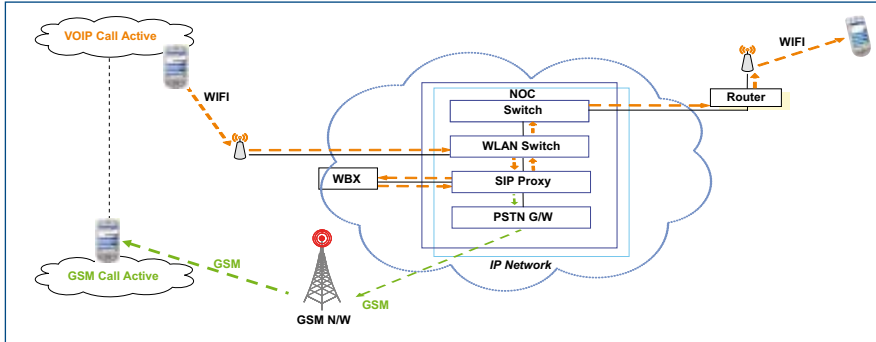 VOIP Call Active
WIFI
WIFI
NOC
Switch
Router
WLAN Switch
WBX
SIP Proxy
PSTN G/W
IP Network
GSM
GSM
GSM Call Active
GSM N/W